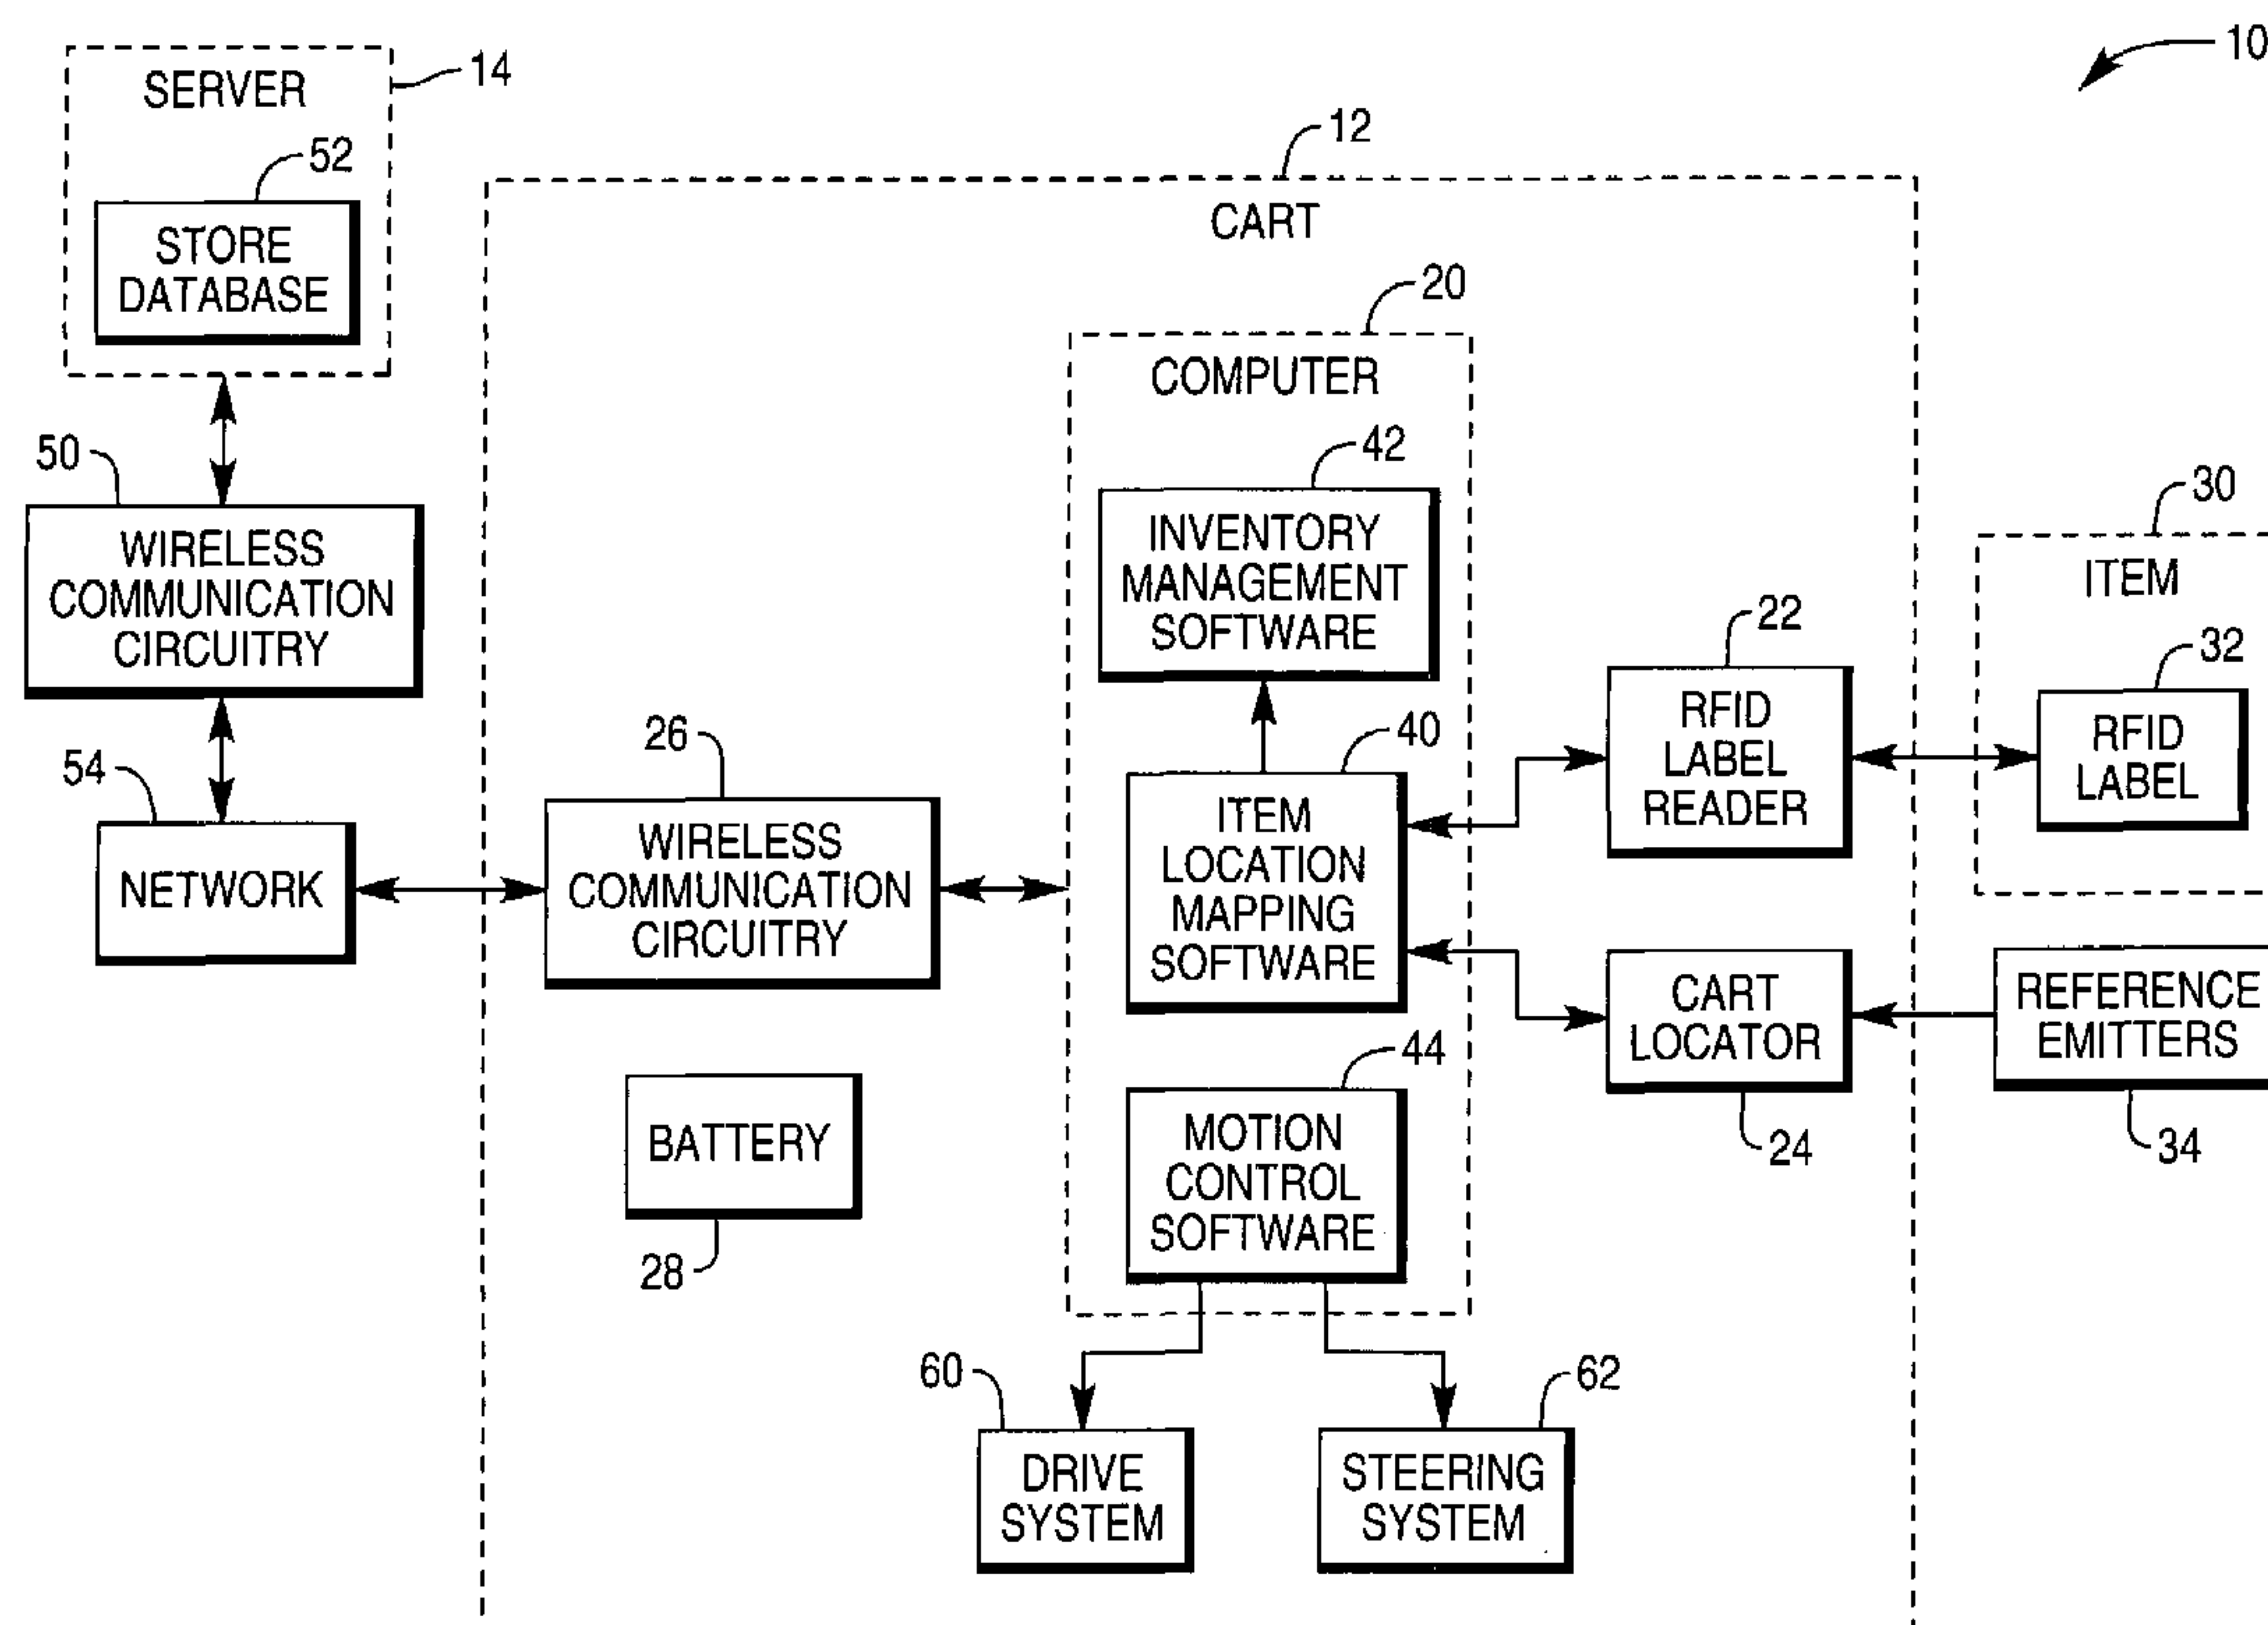 10
SERVER
14
52
STORE
DATABASE
12
CART
20
COMPUTER
50
WIRELESS
COMMUNICATION
CIRCUITRY
42
INVENTORY
MANAGEMENT
SOFTWARE
30
ITEM
22
RFID
LABEL
READER
32
RFID
LABEL
54
NETWORK
26
WIRELESS
COMMUNICATION
CIRCUITRY
40
ITEM
LOCATION
MAPPING
SOFTWARE
CART
LOCATOR
24
REFERENCE
EMITTERS
34
BATTERY
28
44
MOTION
CONTROL
SOFTWARE
60
DRIVE
SYSTEM
62
STEERING
SYSTEM